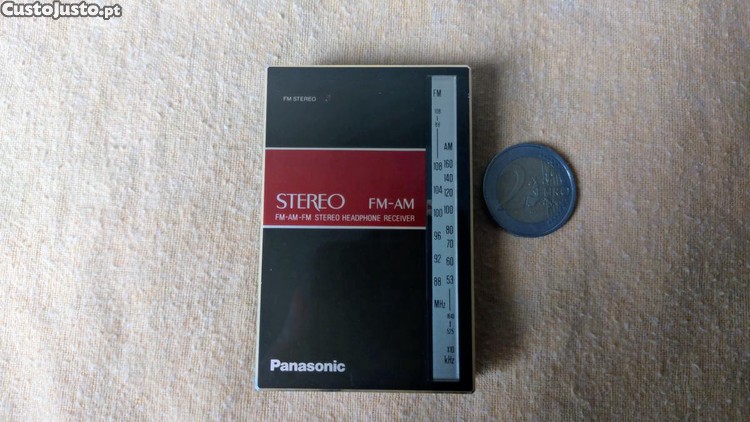 CustoJusto.pt
FM STEREO
STEREO FM-AM
FM-AM-FM STEREO HEADPHONE RECEIVER
Panasonic
FM
AM
108 160
140
104 120
100 100
96 80
70
92 60
88 53
MHz
X10
kHz
2